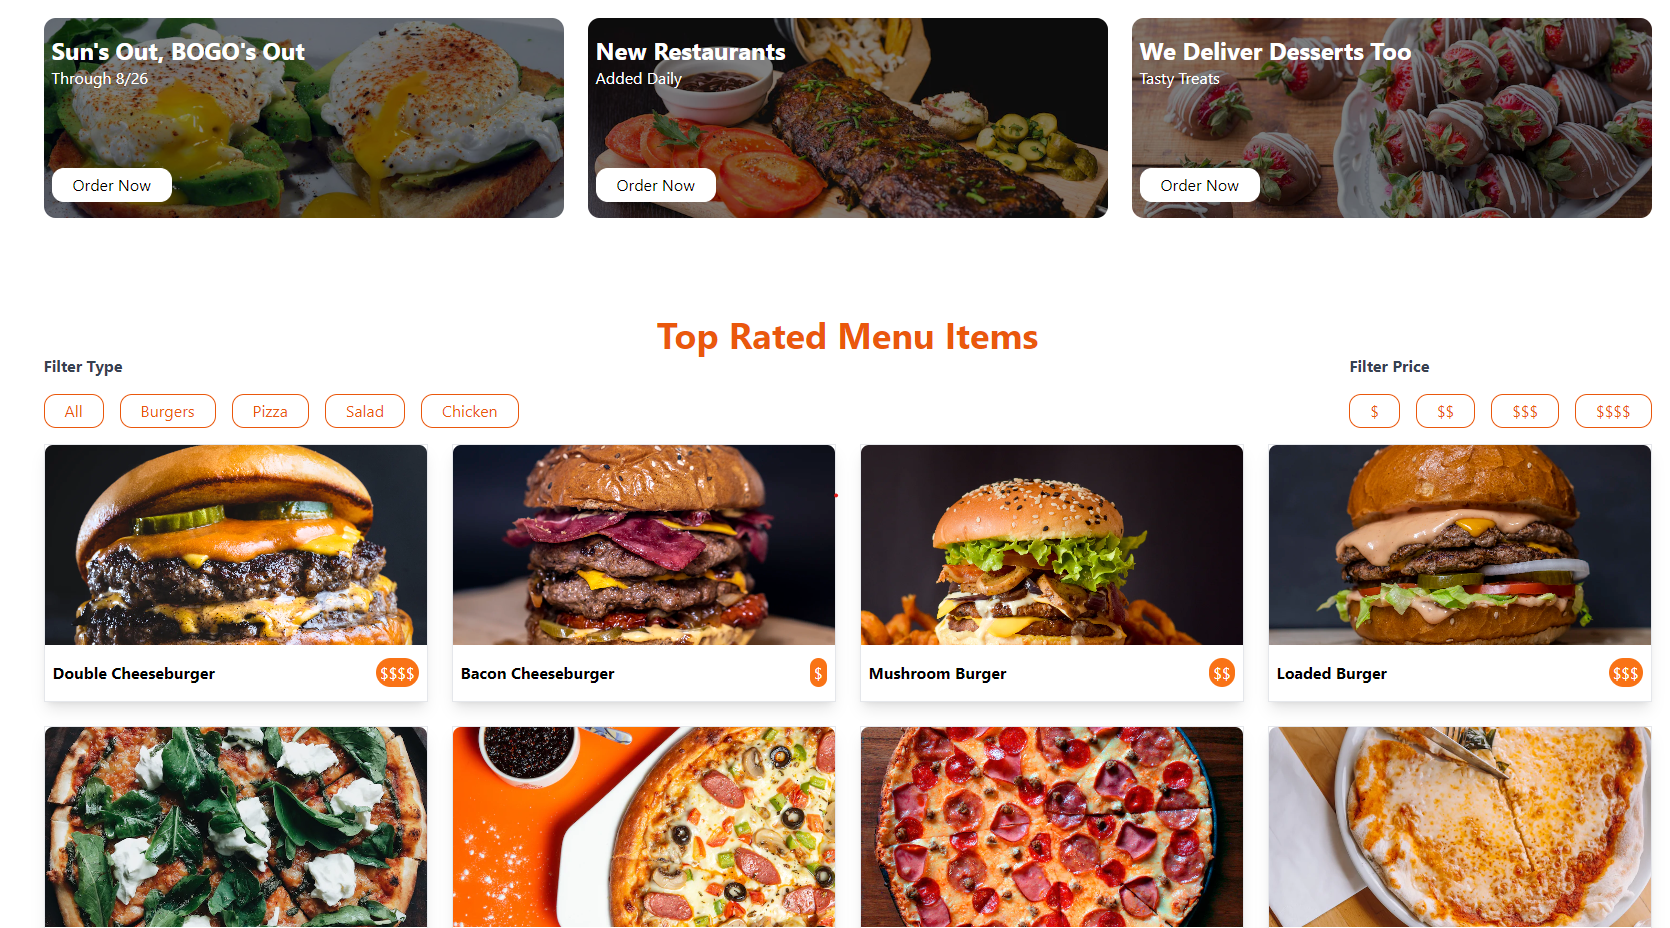 Sun's Out, BOGO's Out
Through 8/26
Order Now
New Restaurants
Added Daily
Order Now
We Deliver Desserts Too
Tasty Treats
Order Now
Top Rated Menu Items
Filter Type
All
Burgers
Pizza
Salad
Chicken
Filter Price
$
$$
$$$
$$$$
Double Cheeseburger
$$$$
Bacon Cheeseburger
$
Mushroom Burger
$$
Loaded Burger
$$$